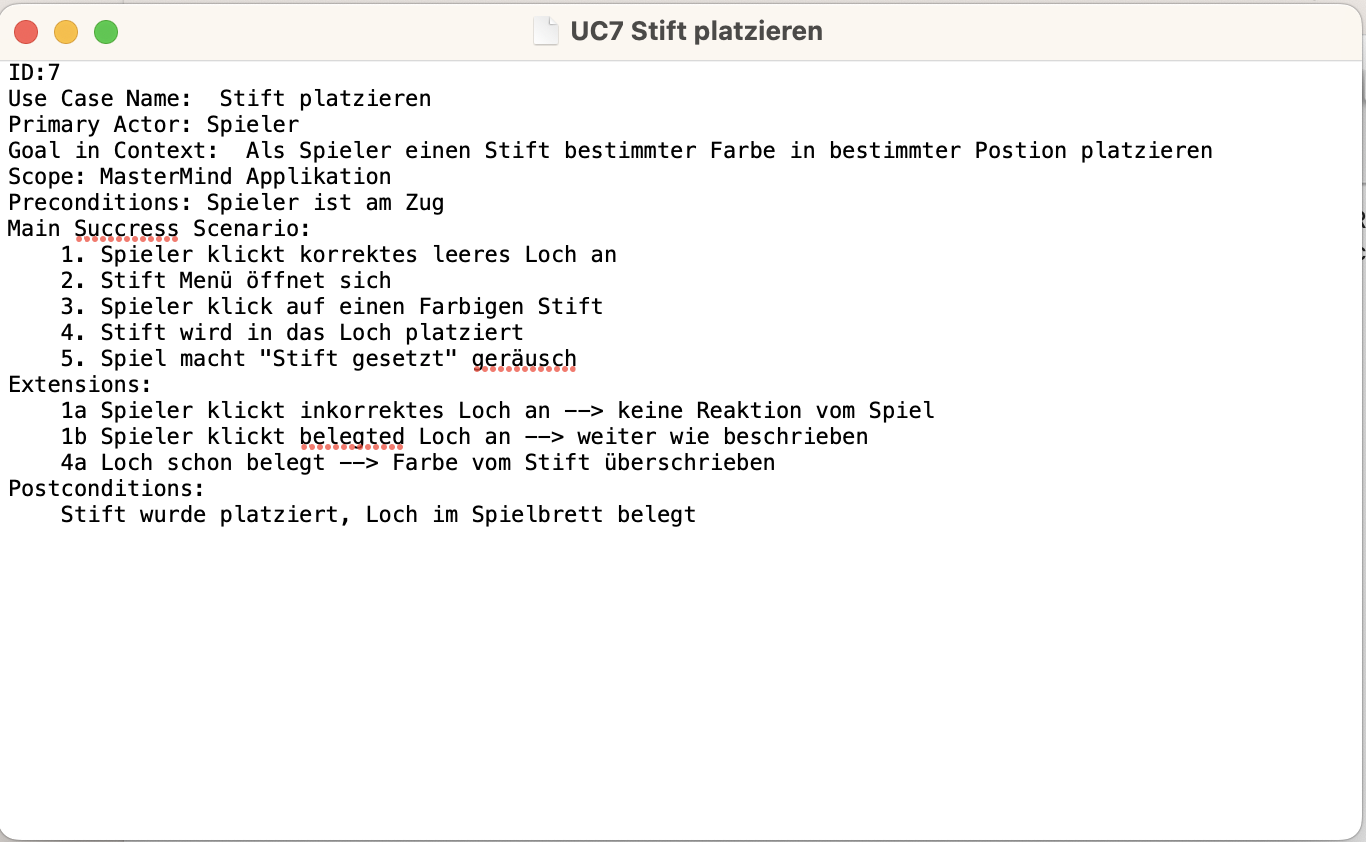 UC7 Stift platzieren
ID:7
Use Case Name:  Stift platzieren
Primary Actor: Spieler
Goal in Context:  Als Spieler einen Stift bestimmter Farbe in bestimmter Postion platzieren
Scope: MasterMind Applikation
Preconditions: Spieler ist am Zug
Main Succress Scenario:
    1. Spieler klickt korrektes leeres Loch an
    2. Stift Menü öffnet sich
    3. Spieler klick auf einen Farbigen Stift
    4. Stift wird in das Loch platziert
    5. Spiel macht "Stift gesetzt" geräusch
Extensions:
    1a Spieler klickt inkorrektes Loch an --> keine Reaktion vom Spiel
    1b Spieler klickt belegted Loch an --> weiter wie beschrieben
    4a Loch schon belegt --> Farbe vom Stift überschrieben
Postconditions:
    Stift wurde platziert, Loch im Spielbrett belegt